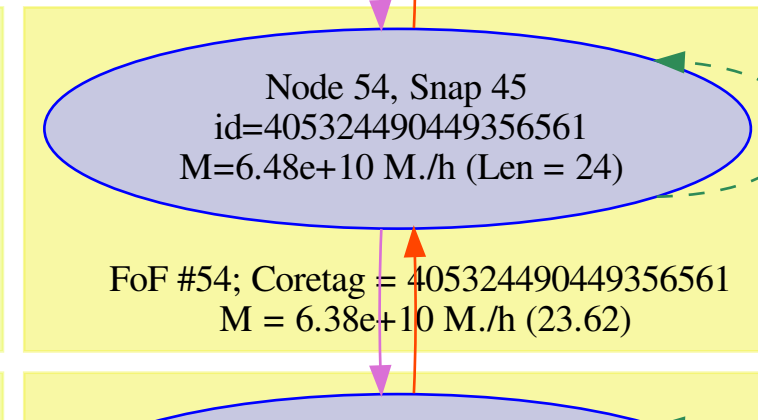 Node 54, Snap 45
id=405324490449356561
M=6.48e+10 M./h (Len = 24)
FoF #54; Coretag = 405324490449356561
M = 6.38e+10 M./h (23.62)